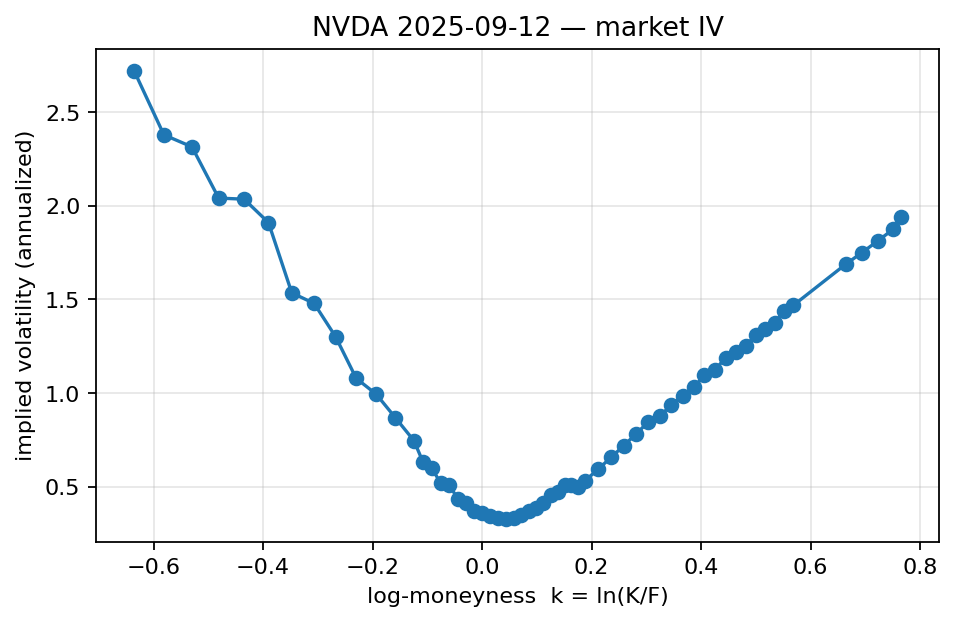 NVDA 2025-09-12 — market IV
implied volatility (annualized)
2.5
2.0
1.5
1.0
0.5
−0.6 −0.4 −0.2 0.0 0.2 0.4 0.6 0.8
log-moneyness k = ln(K/F)